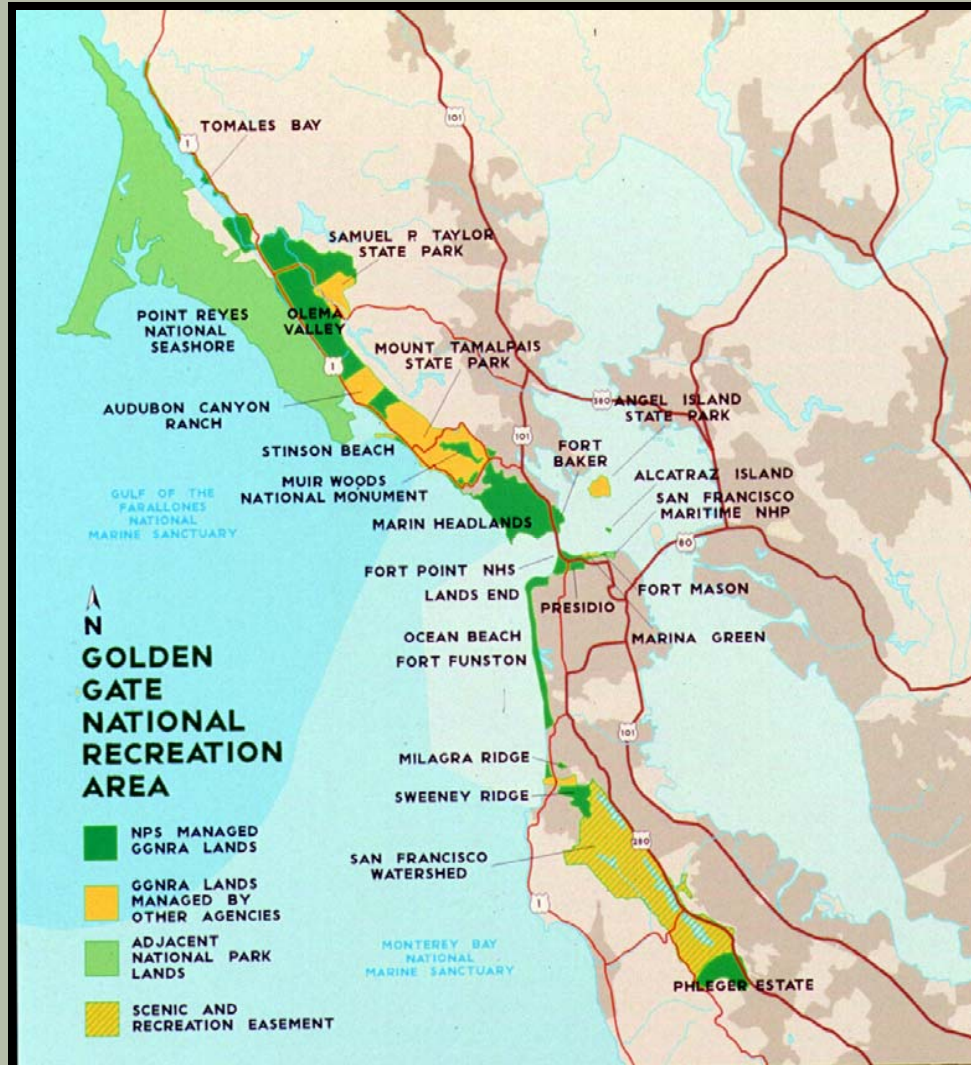 101
TOMALES BAY
1
SAMUEL P. TAYLOR
STATE PARK
POINT REYES
NATIONAL
SEASHORE
OLEMA
VALLEY
MOUNT TAMALPAIS
STATE PARK
1
AUDUBON CANYON
RANCH
580
ANGEL ISLAND
STATE PARK
101
STINSON BEACH
FORT
BAKER
MUIR WOODS
NATIONAL MONUMENT
ALCATRAZ ISLAND
SAN FRANCISCO
MARITIME NHP
GULF OF THE
FARALLONES
NATIONAL
MARINE SANCTUARY
MARIN HEADLANDS
80
FORT POINT NHS
LANDS END
PRESIDIO
FORT MASON
OCEAN BEACH
MARINA GREEN
FORT FUNSTON
N
GOLDEN
GATE
NATIONAL
RECREATION
AREA
101
MILAGRA RIDGE
SWEENEY RIDGE
280
SAN FRANCISCO
WATERSHED
1
MONTEREY BAY
NATIONAL
MARINE SANCTUARY
PHLEGER ESTATE
NPS MANAGED
GGNRA LANDS
GGNRA LANDS
MANAGED BY
OTHER AGENCIES
ADJACENT
NATIONAL PARK
LANDS
SCENIC AND
RECREATION EASEMENT